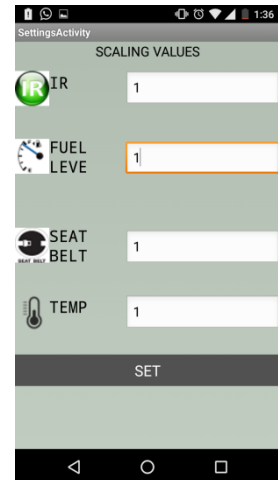 1:36
SettingsActivity
SCALING VALUES
IR
IR
1
FUEL
LEVE
1
SEAT
BELT
SEAT BELT
1
TEMP
1
SET